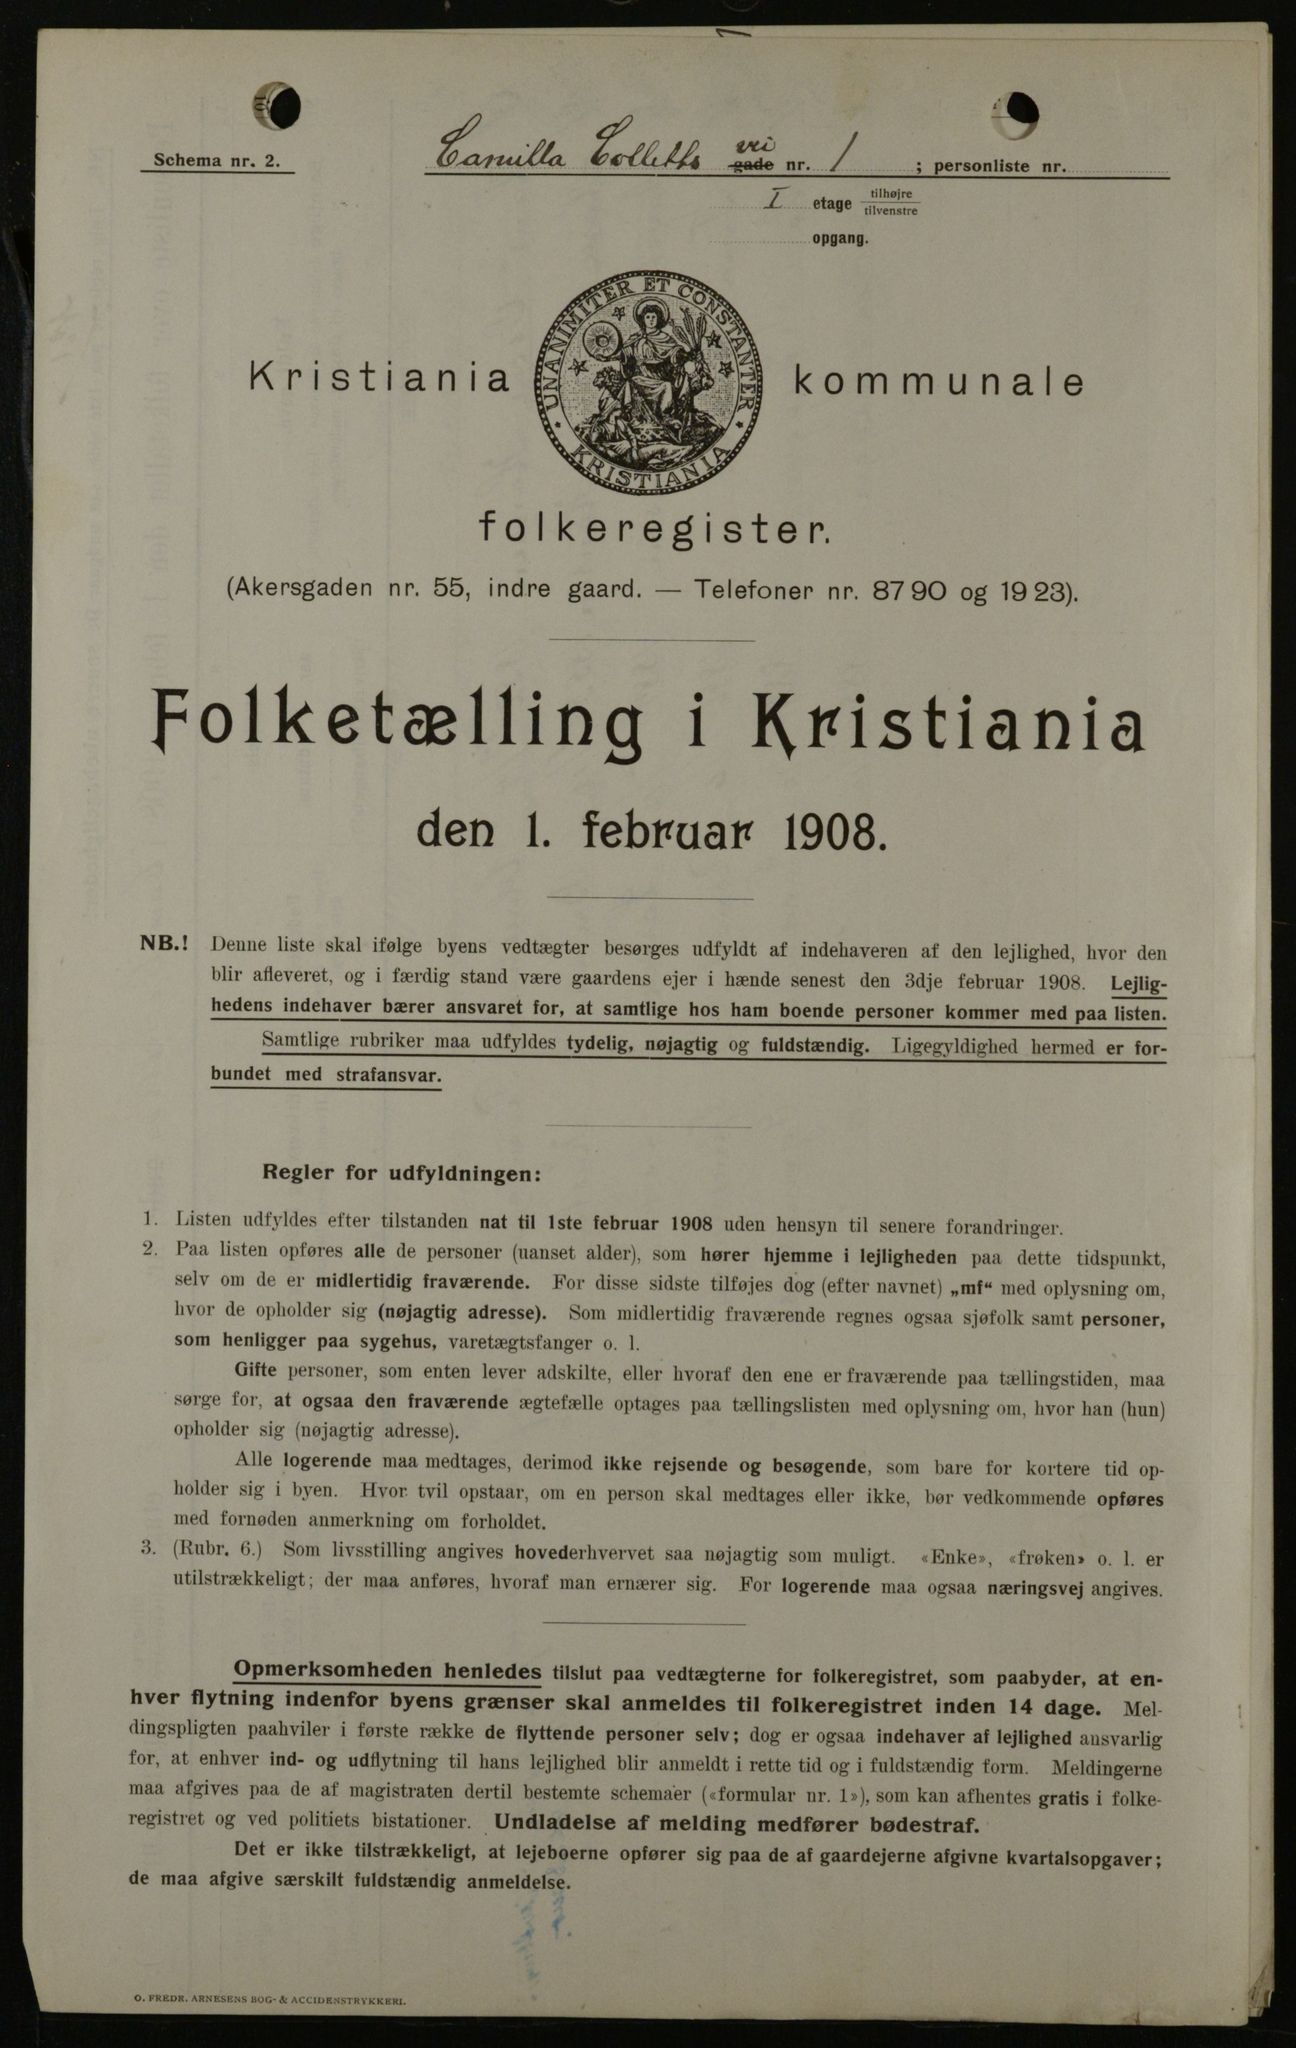 Schema nr. 2.
Camilla Colletts vei gade nr. 1 ; personliste nr.
I etage tilhøjre
tilvenstre
opgang.
UNANIMITER ET CONSTANTER
KRISTIANIA
Kristiania kommunale
folkeregister.
(Akersgaden nr. 55, indre gaard. — Telefoner nr. 8790 og 1923).
Folketælling i Kristiania
den 1. februar 1908.
NB.! Denne liste skal ifølge byens vedtægter besørges udfyldt af indehaveren af den lejlighed, hvor den
blir afleveret, og i færdig stand være gaardens ejer i hænde senest den 3dje februar 1908. Lejlig-
hedens indehaver bærer ansvaret for, at samtlige hos ham boende personer kommer med paa listen.
Samtlige rubriker maa udfyldes tydelig, nøjagtig og fuldstændig. Ligegyldighed hermed er for-
bundet med strafansvar.
Regler for udfyldningen:
1. Listen udfyldes efter tilstanden nat til 1ste februar 1908 uden hensyn til senere forandringer.
2. Paa listen opføres alle de personer (uanset alder), som hører hjemme i lejligheden paa dette tidspunkt,
selv om de er midlertidig fraværende. For disse sidste tilføjes dog (efter navnet) „mf“ med oplysning om,
hvor de opholder sig (nøjagtig adresse). Som midlertidig fraværende regnes ogsaa sjøfolk samt personer,
som henligger paa sygehus, varetægtsfanger o. l.
Gifte personer, som enten lever adskilte, eller hvoraf den ene er fraværende paa tællingstiden, maa
sørge for, at ogsaa den fraværende ægtefælle optages paa tællingslisten med oplysning om, hvor han (hun)
opholder sig (nøjagtig adresse).
Alle logerende maa medtages, derimod ikke rejsende og besøgende, som bare for kortere tid op-
holder sig i byen. Hvor tvil opstaar, om en person skal medtages eller ikke, bør vedkommende opføres
med fornøden anmerkning om forholdet.
3. (Rubr. 6.) Som livsstilling angives hovederhvervet saa nøjagtig som muligt. «Enke», «frøken» o. l. er
utilstrækkeligt; der maa anføres, hvoraf man ernærer sig. For logerende maa ogsaa næringsvej angives.
Opmerksomheden henledes tilslut paa vedtægterne for folkeregistret, som paabyder, at en-
hver flytning indenfor byens grænser skal anmeldes til folkeregistret inden 14 dage. Mel-
dingspligten paahviler i første række de flyttende personer selv; dog er ogsaa indehaver af lejlighed ansvarlig
for, at enhver ind- og udflytning til hans lejlighed blir anmeldt i rette tid og i fuldstændig form. Meldingerne
maa afgives paa de af magistraten dertil bestemte schemaer («formular nr. 1»), som kan afhentes gratis i folke-
registret og ved politiets bistationer. Undladelse af melding medfører bødestraf.
Det er ikke tilstrækkeligt, at lejeboerne opfører sig paa de af gaardejerne afgivne kvartalsopgaver;
de maa afgive særskilt fuldstændig anmeldelse.
O. FREDR. ARNESENS BOG- & ACCIDENSTRYKKERI.